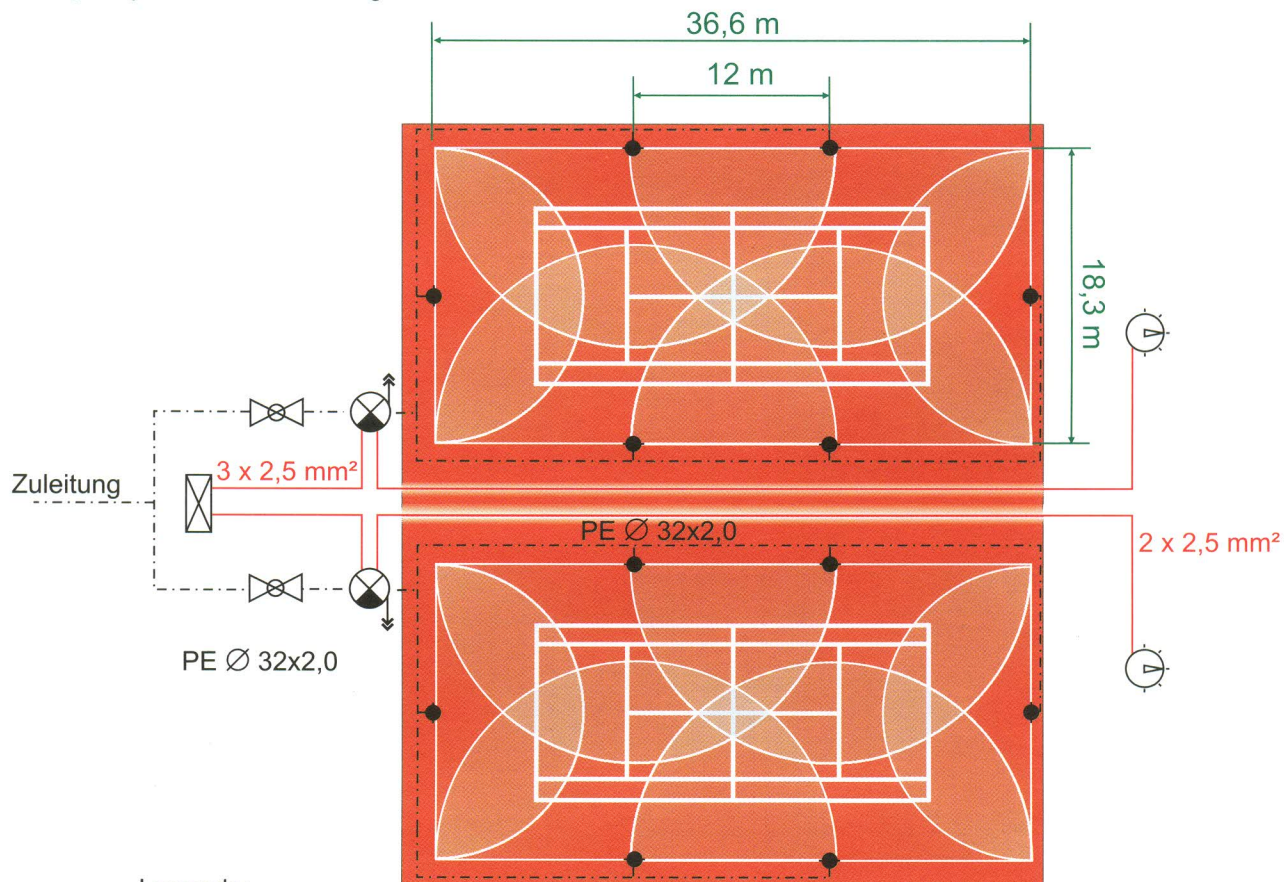 36,6 m
12 m
18,3 m
3 x 2,5 mm²
Zuleitung
PE Ø 32x2,0
2 x 2,5 mm²
PE Ø 32x2,0